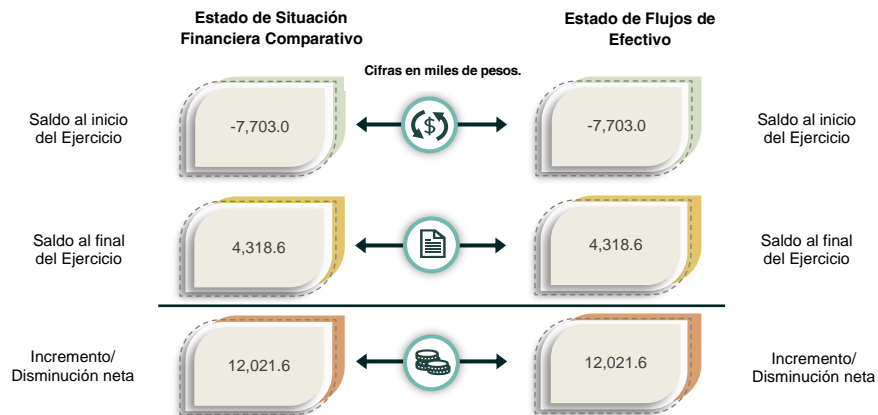 Estado de Situación
Financiera Comparativo
Estado de Flujos de
Efectivo
Cifras en miles de pesos.
Saldo al inicio
del Ejercicio
-7,703.0
$
-7,703.0
Saldo al inicio
del Ejercicio
Saldo al final
del Ejercicio
4,318.6
4,318.6
Saldo al final
del Ejercicio
Incremento/
Disminución neta
12,021.6
12,021.6
Incremento/
Disminución neta